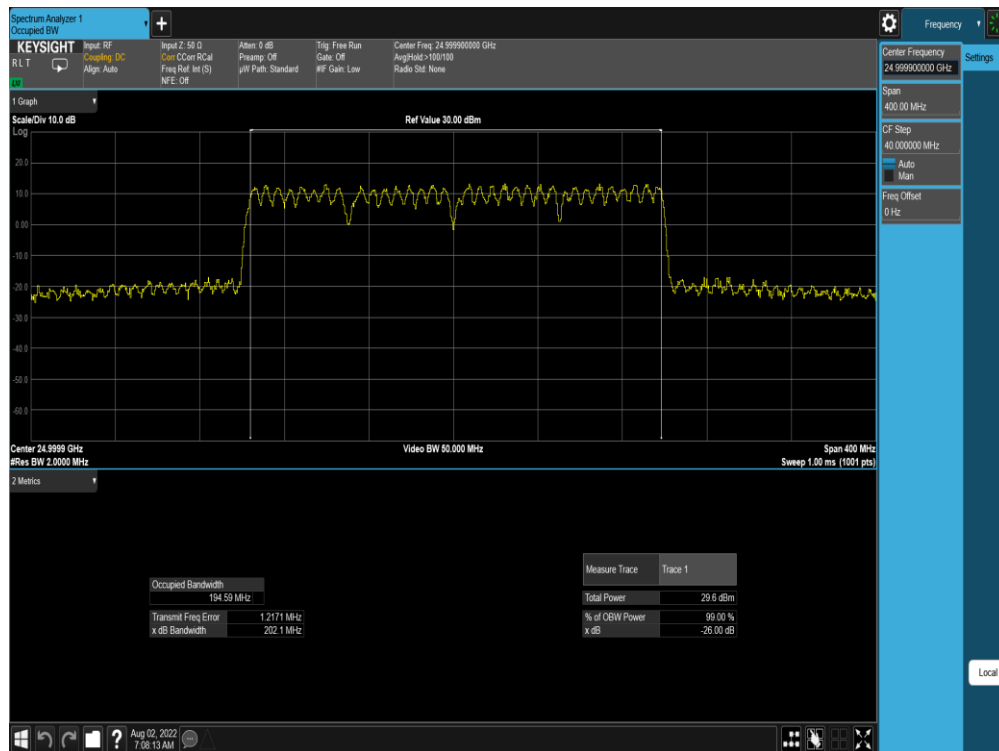 Spectrum Analyzer 1
Occupied BW
+
Frequency
KEYSIGHT
R L T
LXI
Input: RF
Coupling: DC
Align: Auto
Input Z: 50 Ω
Corr CCorr RCal
Freq Ref: Int (S)
NFE: Off
Atten: 0 dB
Preamp: Off
µW Path: Standard
Trig: Free Run
Gate: Off
#IF Gain: Low
Center Freq: 24.999900000 GHz
Avg|Hold:>100/100
Radio Std: None
Center Frequency
24.999900000 GHz
Settings
Span
400.00 MHz
CF Step
40.000000 MHz
Auto
Man
Freq Offset
0 Hz
1 Graph
Scale/Div 10.0 dB
Ref Value 30.00 dBm
Log
20.0
10.0
0.00
-10.0
-20.0
-30.0
-40.0
-50.0
-60.0
Center 24.9999 GHz
Video BW 50.000 MHz
Span 400 MHz
#Res BW 2.0000 MHz
Sweep 1.00 ms (1001 pts)
2 Metrics
Occupied Bandwidth
194.59 MHz
Transmit Freq Error 1.2171 MHz
x dB Bandwidth 202.1 MHz
Measure Trace Trace 1
Total Power 29.6 dBm
% of OBW Power 99.00 %
x dB -26.00 dB
Local
?
Aug 02, 2022
7:08:13 AM